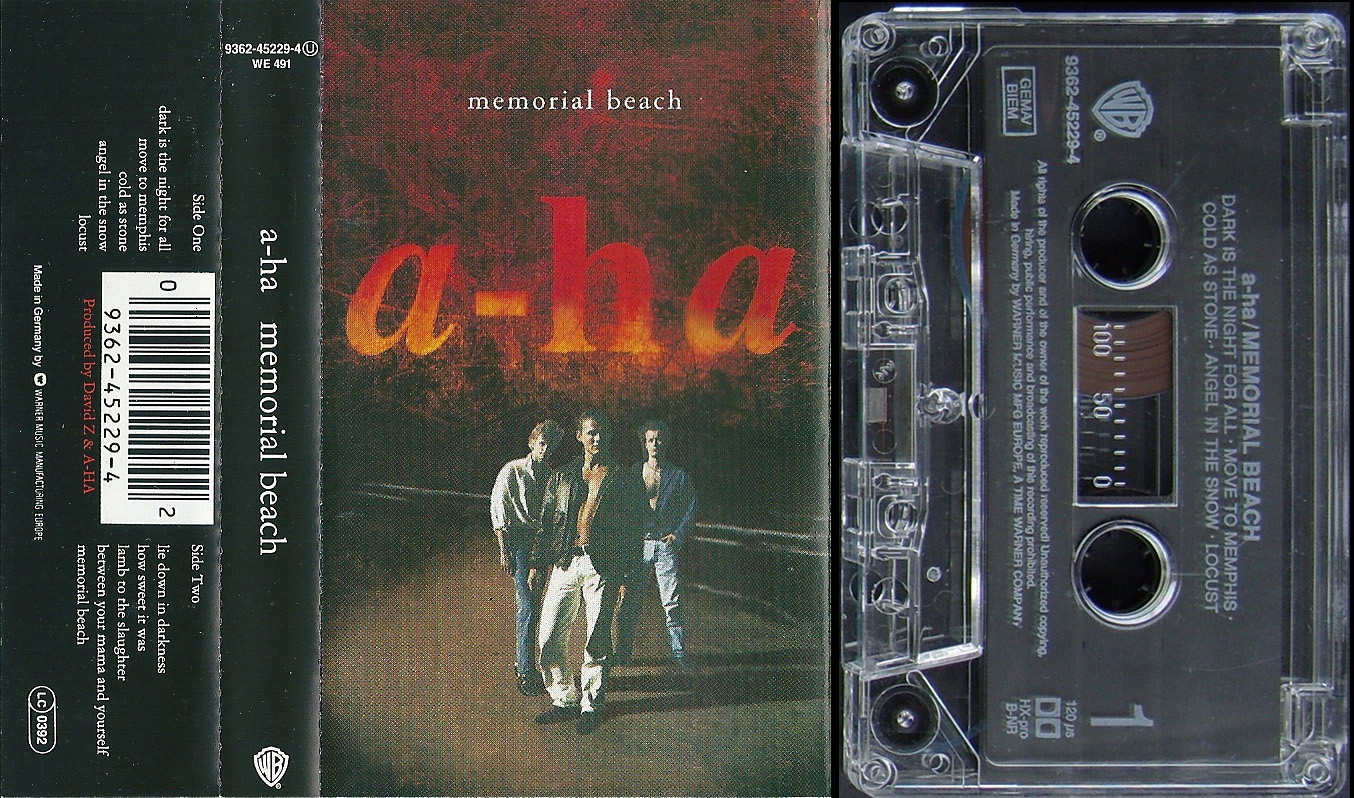 Side One
dark is the night for all
move to memphis
cold as stone
angel in the snow
locust
0 9362-45229-4 2
Produced by David Z & A-HA
Side Two
lie down in darkness
how sweet it was
lamb to the slaughter
between your mama and yourself
memorial beach
Made in Germany by WARNER MUSIC MANUFACTURING EUROPE
LC 0392
9362-45229-4 U
WE 491
a-ha memorial beach
WB
memorial beach
a-ha
WB®
9362-45229-4
GEMA/
BIEM
a-ha/MEMORIAL BEACH
DARK IS THE NIGHT FOR ALL · MOVE TO MEMPHIS ·
COLD AS STONE · ANGEL IN THE SNOW · LOCUST
100 50 0
1
120 µs
HX-pro
B-NR
All rights of the producer and of the owner of the work reproduced reserved! Unauthorized copying,
hiring, public performance and broadcasting of this recording prohibited.
Made in Germany by WARNER MUSIC MFG EUROPE. A TIME WARNER COMPANY.